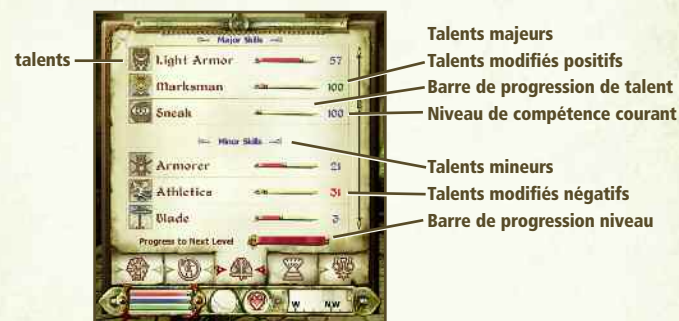 Major Skills
Talents majeurs
talents
Light Armor 57
Talents modifiés positifs
Marksman 100
Barre de progression de talent
Sneak 100
Niveau de compétence courant
Minor Skills
Talents mineurs
Armorer 21
Athletics 31
Talents modifiés négatifs
Blade
Barre de progression niveau
Progress to Next Level
W NW